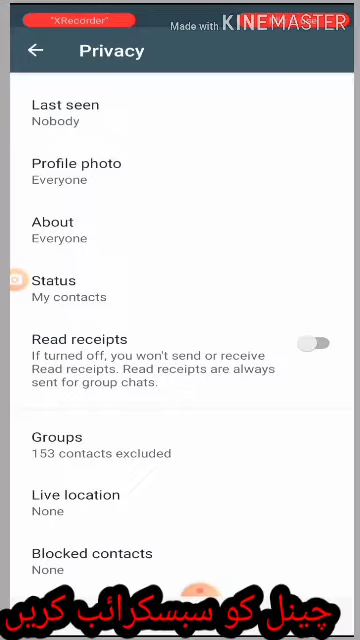 "XRecorder"
Made with KINEMASTER
Privacy
Last seen
Nobody
Profile photo
Everyone
About
Everyone
Status
My contacts
Read receipts
If turned off, you won't send or receive
Read receipts. Read receipts are always
sent for group chats.
Groups
153 contacts excluded
Live location
None
Blocked contacts
None
چینل کو سبسکرائب کریں